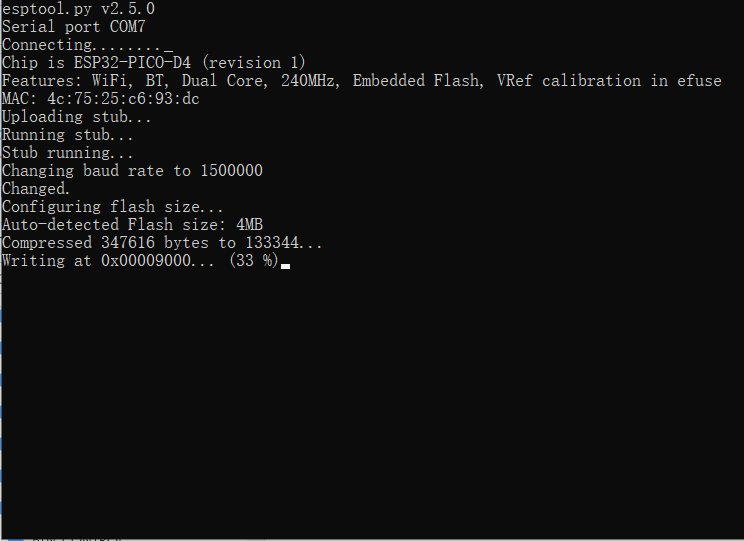 esptool.py v2.5.0
Serial port COM7
Connecting........_
Chip is ESP32-PICO-D4 (revision 1)
Features: WiFi, BT, Dual Core, 240MHz, Embedded Flash, VRef calibration in efuse
MAC: 4c:75:25:c6:93:dc
Uploading stub...
Running stub...
Stub running...
Changing baud rate to 1500000
Changed.
Configuring flash size...
Auto-detected Flash size: 4MB
Compressed 347616 bytes to 133344...
Writing at 0x00009000... (33 %)